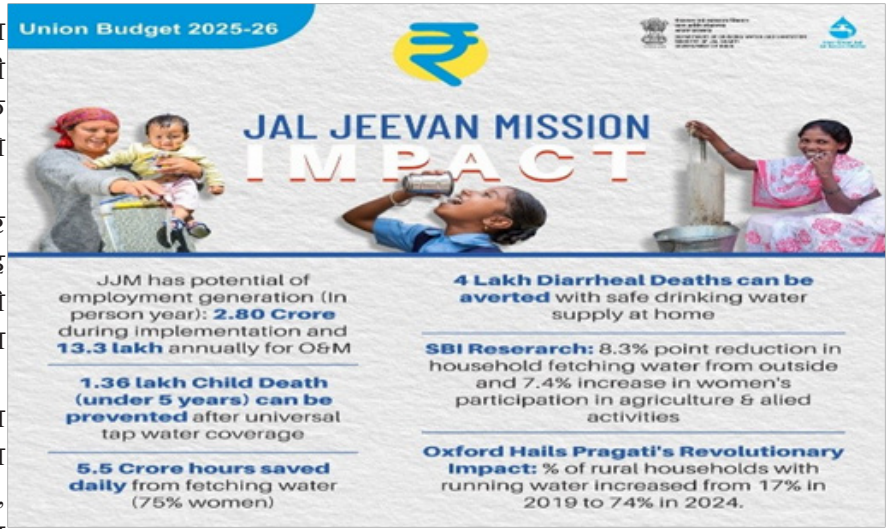 Union Budget 2025-26
₹
JAL JEEVAN MISSION
IMPACT
JJM has potential of
employment generation (In
person year): 2.80 Crore
during implementation and
13.3 lakh annually for O&M
1.36 lakh Child Death
(under 5 years) can be
prevented after universal
tap water coverage
5.5 Crore hours saved
daily from fetching water
(75% women)
4 Lakh Diarrheal Deaths can be
averted with safe drinking water
supply at home
SBI Reserarch: 8.3% point reduction in
household fetching water from outside
and 7.4% increase in women's
participation in agriculture & alied
activities
Oxford Hails Pragati's Revolutionary
Impact: % of rural households with
running water increased from 17% in
2019 to 74% in 2024.